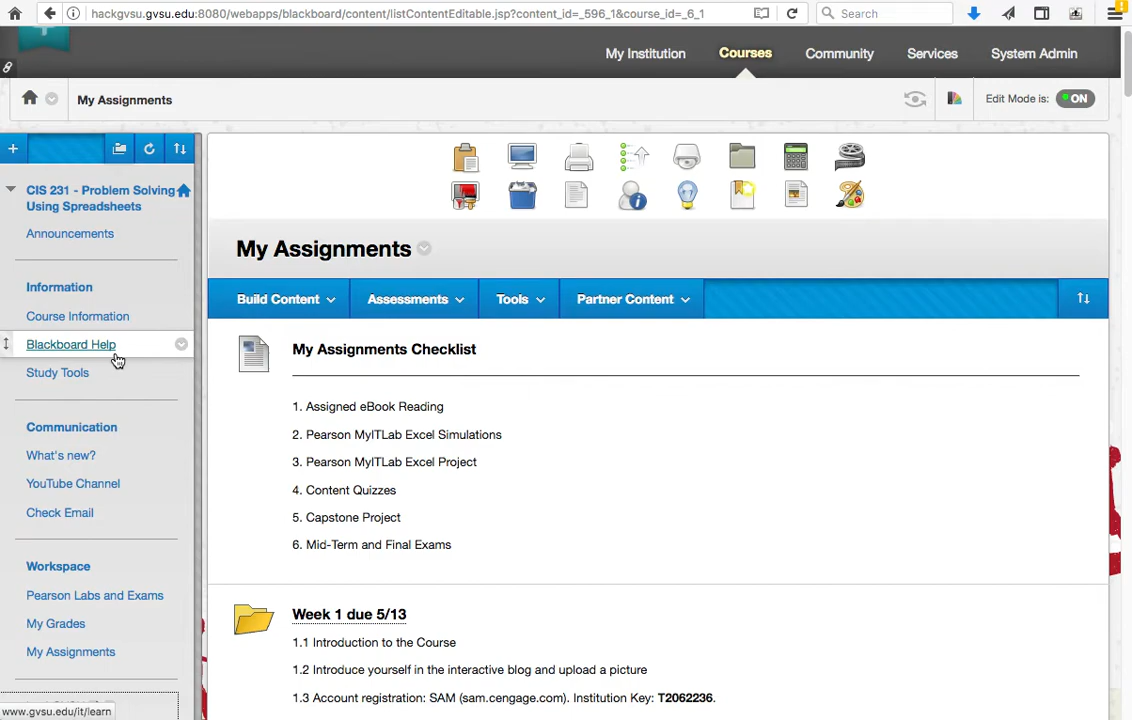 hackgvsu.gvsu.edu:8080/webapps/blackboard/content/listContentEditable.jsp?content_id=_596_1&course_id=_6_1
Search
My Institution
Courses
Community
Services
System Admin
My Assignments
Edit Mode is:
ON
CIS 231 - Problem Solving
Using Spreadsheets
Announcements
Information
Course Information
Blackboard Help
Study Tools
Communication
What's new?
YouTube Channel
Check Email
Workspace
Pearson Labs and Exams
My Grades
My Assignments
www.gvsu.edu/it/learn
My Assignments
Build Content
Assessments
Tools
Partner Content
My Assignments Checklist
1. Assigned eBook Reading
2. Pearson MyITLab Excel Simulations
3. Pearson MyITLab Excel Project
4. Content Quizzes
5. Capstone Project
6. Mid-Term and Final Exams
Week 1 due 5/13
1.1 Introduction to the Course
1.2 Introduce yourself in the interactive blog and upload a picture
1.3 Account registration: SAM (sam.cengage.com). Institution Key: T2062236.